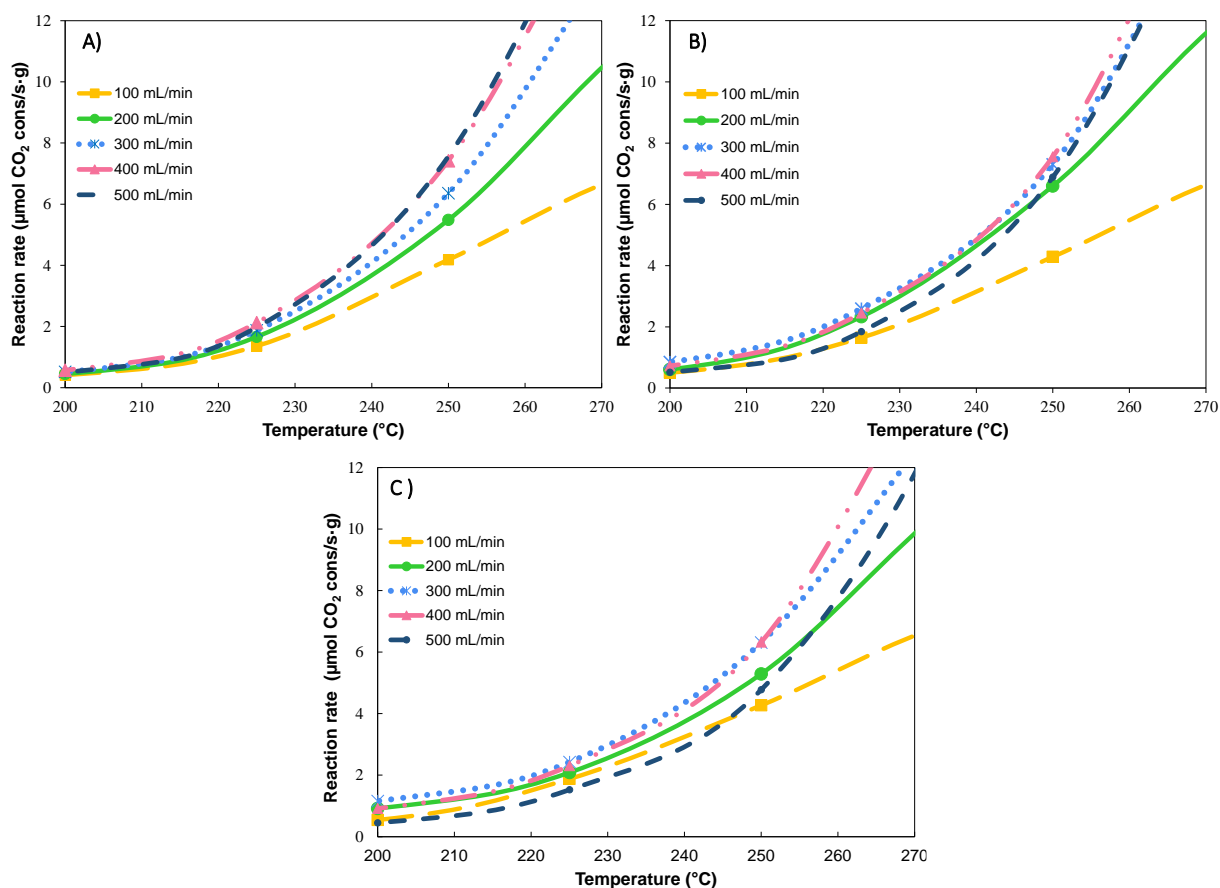 A)
Reaction rate (µmol CO₂ cons/s·g)
12
10
8
6
4
2
0
100 mL/min
200 mL/min
300 mL/min
400 mL/min
500 mL/min
200 210 220 230 240 250 260 270
Temperature (°C)
B)
Reaction rate (µmol CO₂ cons/s·g)
12
10
8
6
4
2
0
100 mL/min
200 mL/min
300 mL/min
400 mL/min
500 mL/min
200 210 220 230 240 250 260 270
Temperature (°C)
C )
Reaction rate (µmol CO₂ cons/s·g)
12
10
8
6
4
2
0
100 mL/min
200 mL/min
300 mL/min
400 mL/min
500 mL/min
200 210 220 230 240 250 260 270
Temperature (°C)